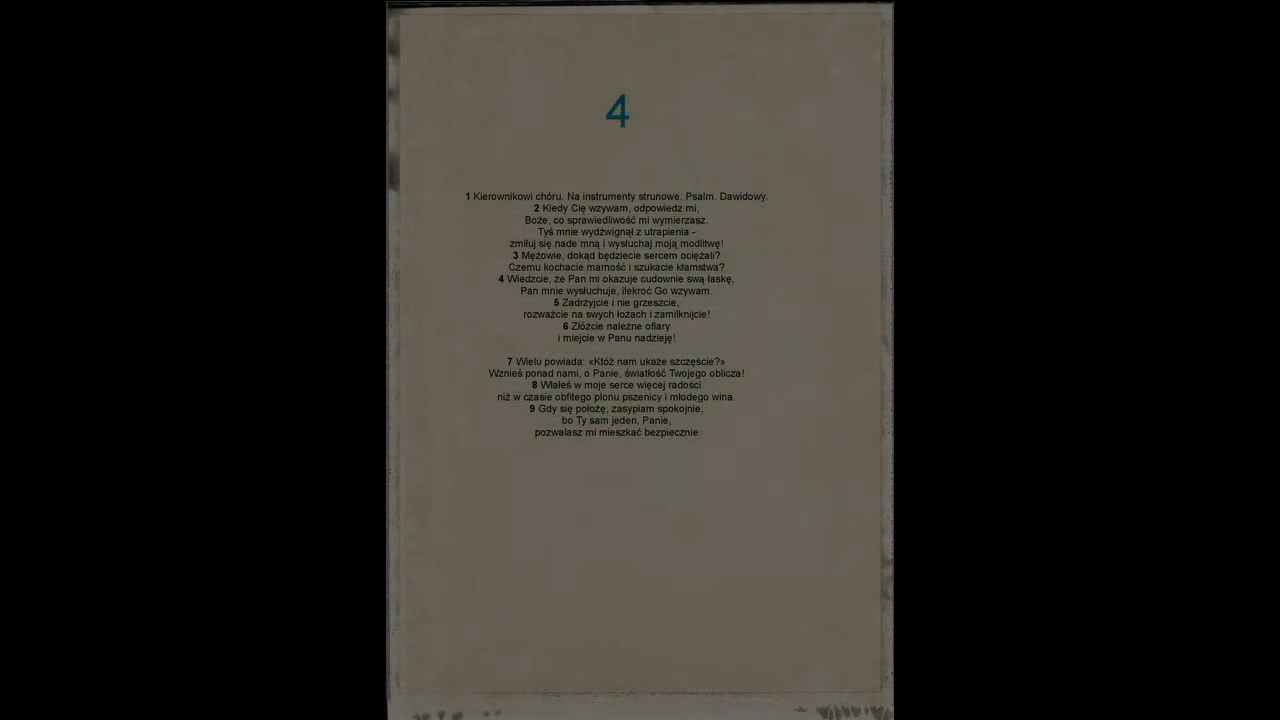 4
1 Kierownikowi chóru. Na instrumenty strunowe. Psalm. Dawidowy.
2 Kiedy Cię wzywam, odpowiedz mi,
Boże, co sprawiedliwość mi wymierzasz.
Tyś mnie wydźwignął z utrapienia -
zmiłuj się nade mną i wysłuchaj moją modlitwę!
3 Mężowie, dokąd będziecie sercem ociężali?
Czemu kochacie marność i szukacie kłamstwa?
4 Wiedzcie, że Pan mi okazuje cudownie swą łaskę,
Pan mnie wysłuchuje, ilekroć Go wzywam.
5 Zadrżyjcie i nie grzeszcie,
rozważcie na swych łożach i zamilknijcie!
6 Złóżcie należne ofiary
i miejcie w Panu nadzieję!
7 Wielu powiada: «Któż nam ukaże szczęście?»
Wznieś ponad nami, o Panie, światłość Twojego oblicza!
8 Wlałeś w moje serce więcej radości
niż w czasie obfitego plonu pszenicy i młodego wina.
9 Gdy się położę, zasypiam spokojnie,
bo Ty sam jeden, Panie,
pozwalasz mi mieszkać bezpiecznie.